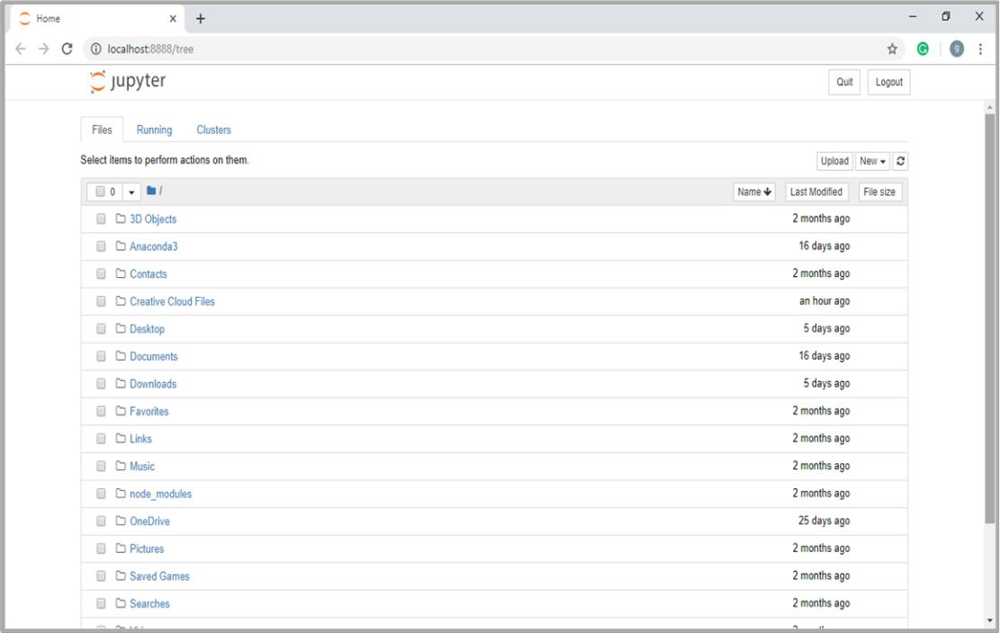 Home
localhost:8888/tree
g
jupyter
Quit Logout
Files Running Clusters
Select items to perform actions on them.
Upload New
0 / Name Last Modified File size
3D Objects 2 months ago
Anaconda3 16 days ago
Contacts 2 months ago
Creative Cloud Files an hour ago
Desktop 5 days ago
Documents 16 days ago
Downloads 5 days ago
Favorites 2 months ago
Links 2 months ago
Music 2 months ago
node_modules 2 months ago
OneDrive 25 days ago
Pictures 2 months ago
Saved Games 2 months ago
Searches 2 months ago